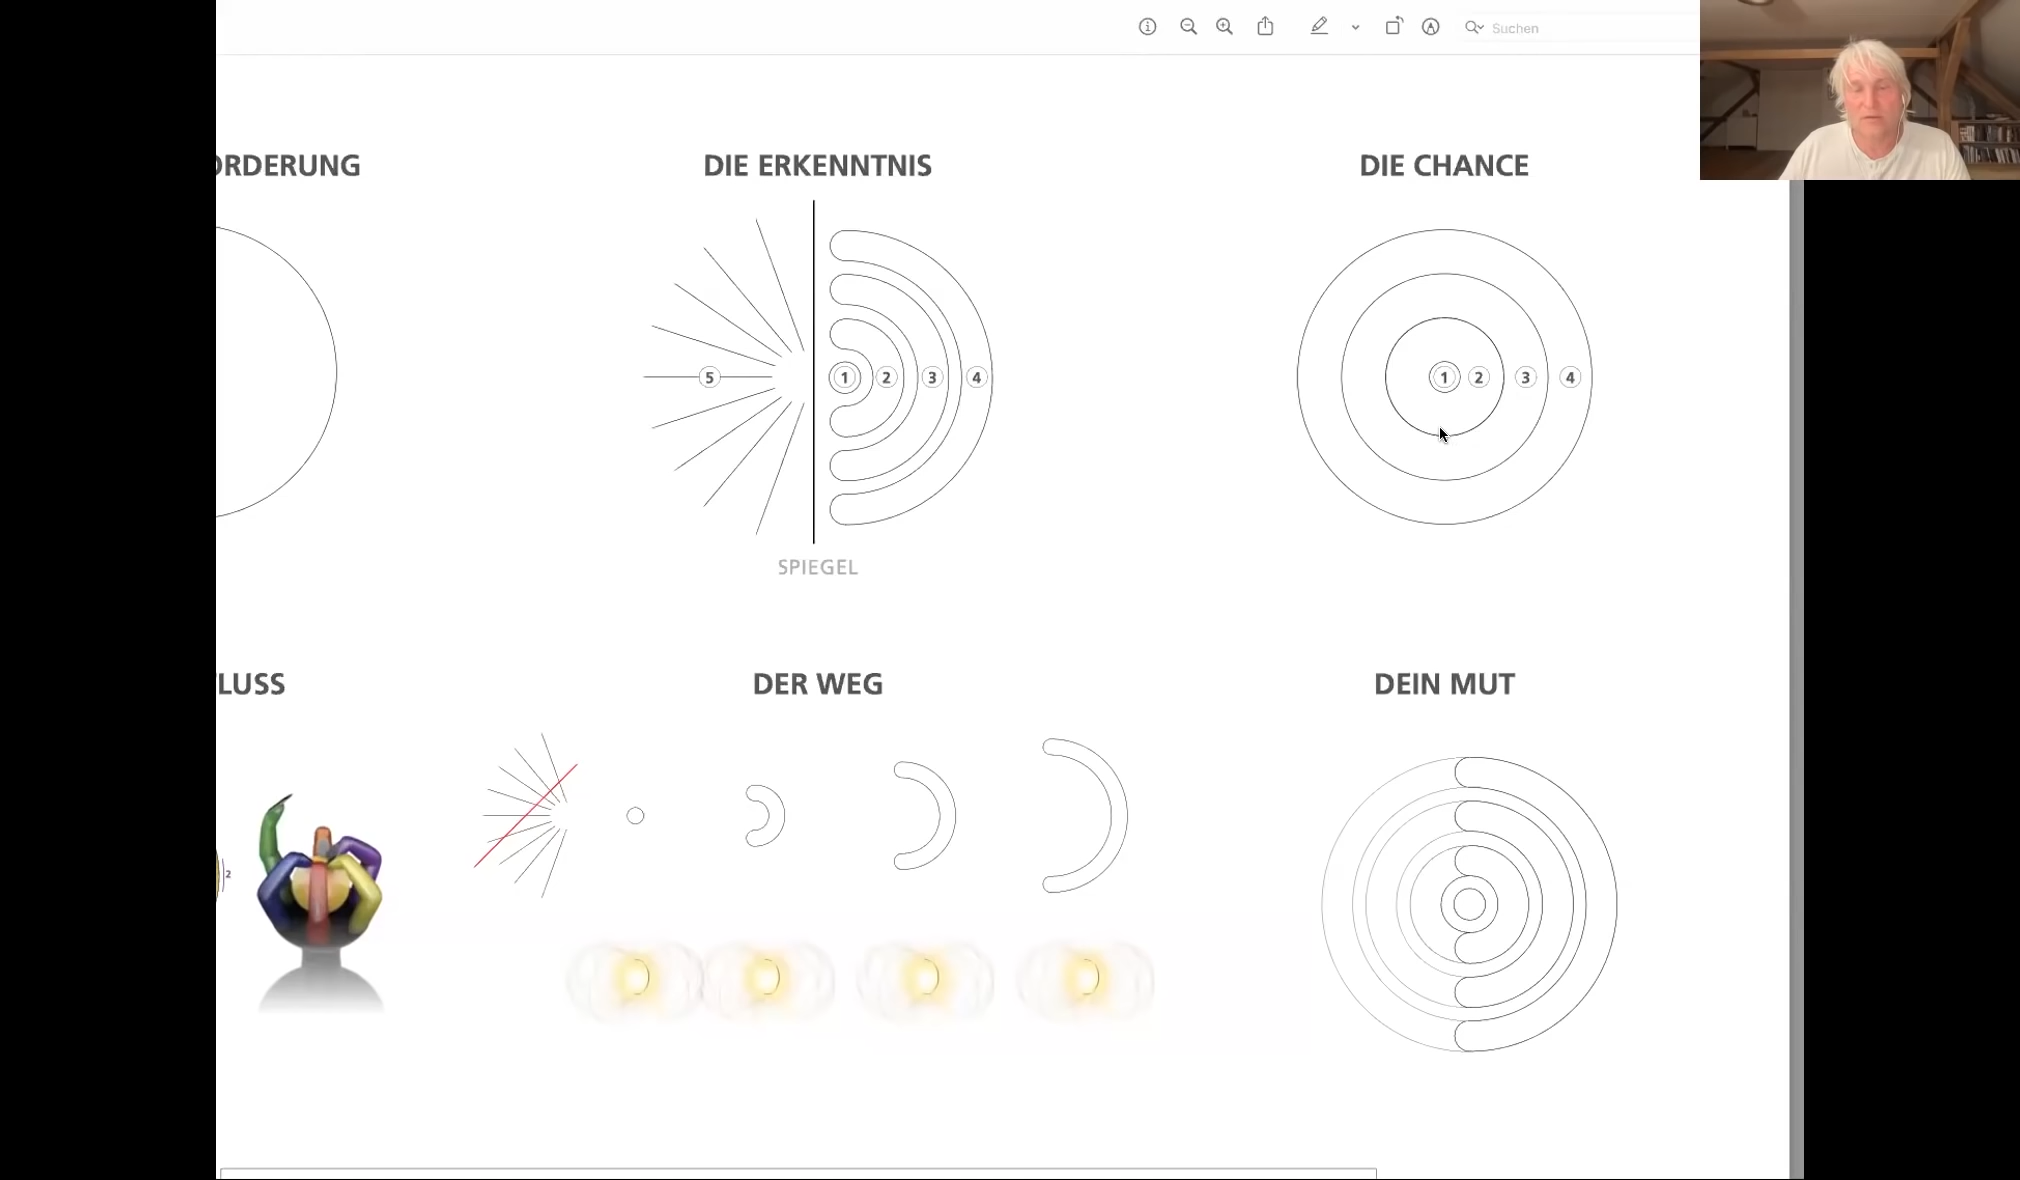 Suchen
ORDERUNG
DIE ERKENNTNIS
DIE CHANCE
5 1 2 3 4
1 2 3 4
SPIEGEL
LUSS
DER WEG
DEIN MUT
2